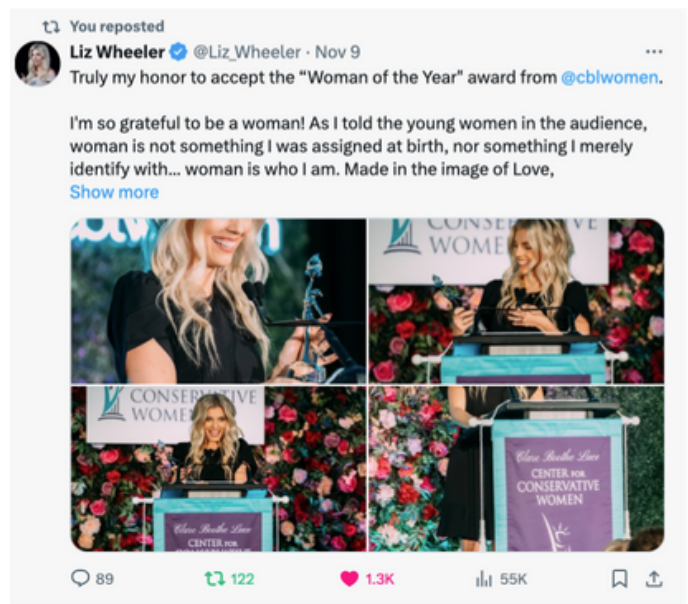 You reposted
Liz Wheeler @Liz_Wheeler · Nov 9
Truly my honor to accept the “Woman of the Year" award from @cblwomen.
I'm so grateful to be a woman! As I told the young women in the audience,
woman is not something I was assigned at birth, nor something I merely
identify with... woman is who I am. Made in the image of Love,
Show more
WOME
CONSERVATIVE
WOME
Clare Boothe Luce
CENTER FOR
Clare Boothe Luce
CENTER FOR
CONSERVATIVE
WOMEN
89
122
1.3K
55K